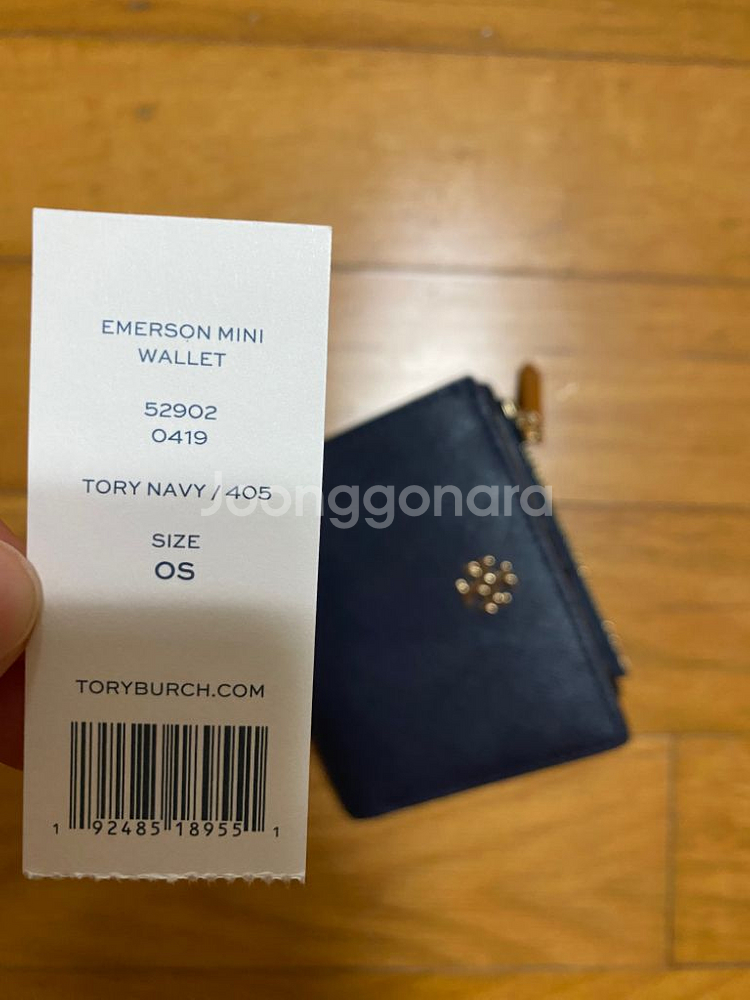 EMERSON MINI
WALLET
52902
0419
TORY NAVY / 405
Joonggonara
SIZE
OS
TORYBURCH.COM
1 92485 18955 1